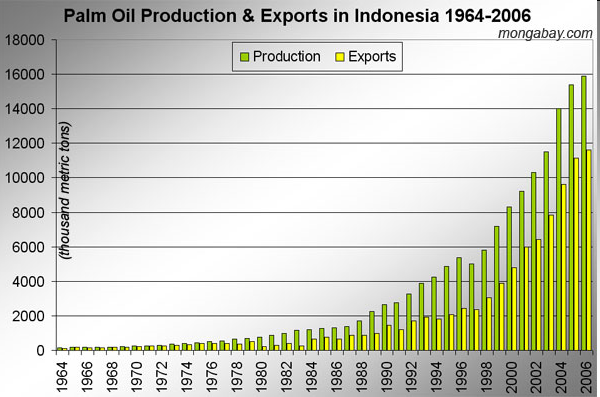 Palm Oil Production & Exports in Indonesia 1964-2006
mongabay.com
Production Exports
(thousand metric tons)
18000
16000
14000
12000
10000
8000
6000
4000
2000
0
1964 1966 1968 1970 1972 1974 1976 1978 1980 1982 1984 1986 1988 1990 1992 1994 1996 1998 2000 2002 2004 2006